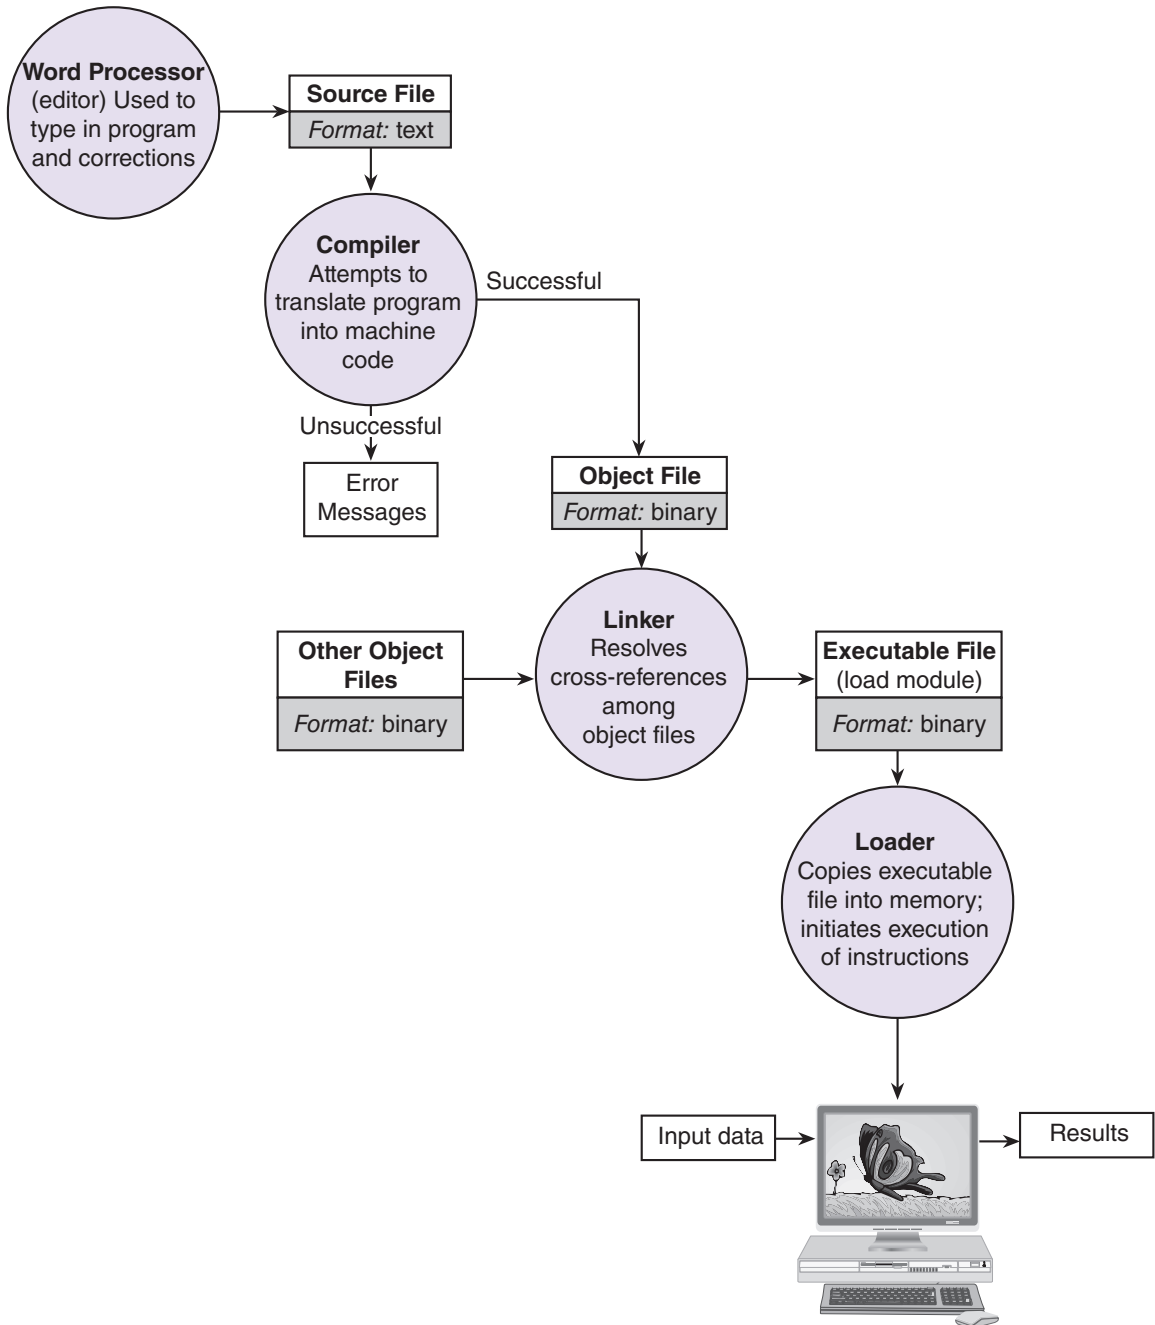 Word Processor
(editor) Used to
type in program
and corrections
Source File
Format: text
Compiler
Attempts to
translate program
into machine
code
Successful
Unsuccessful
Error
Messages
Object File
Format: binary
Linker
Resolves
cross-references
among
object files
Other Object
Files
Format: binary
Executable File
(load module)
Format: binary
Loader
Copies executable
file into memory;
initiates execution
of instructions
Input data
Results